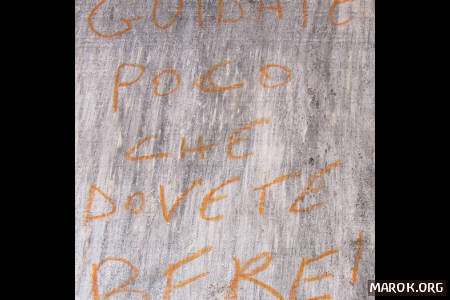 GUIDATE
POCO
CHE
DOVETE
BERE!
MAROK.ORG